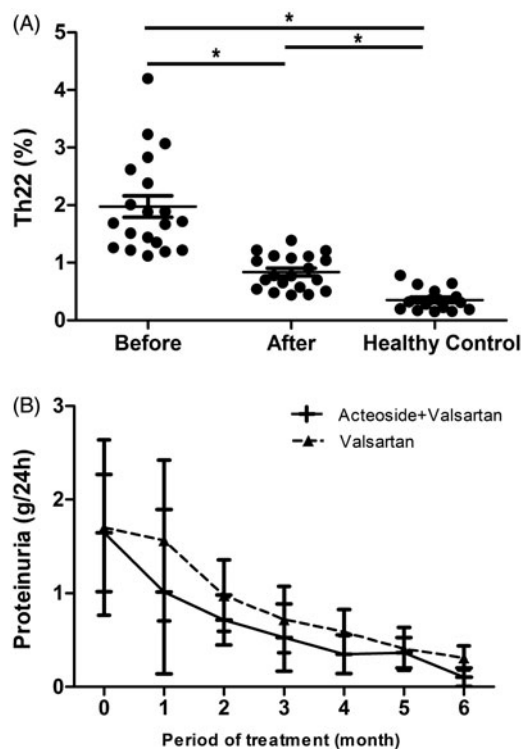 (A)
* 
* *
5
4
3
2
1
0
Th22 (%)
Before After Healthy Control
(B)
3
2
1
0
Proteinuria (g/24h)
Acteoside+Valsartan
Valsartan
0 1 2 3 4 5 6
Period of treatment (month)